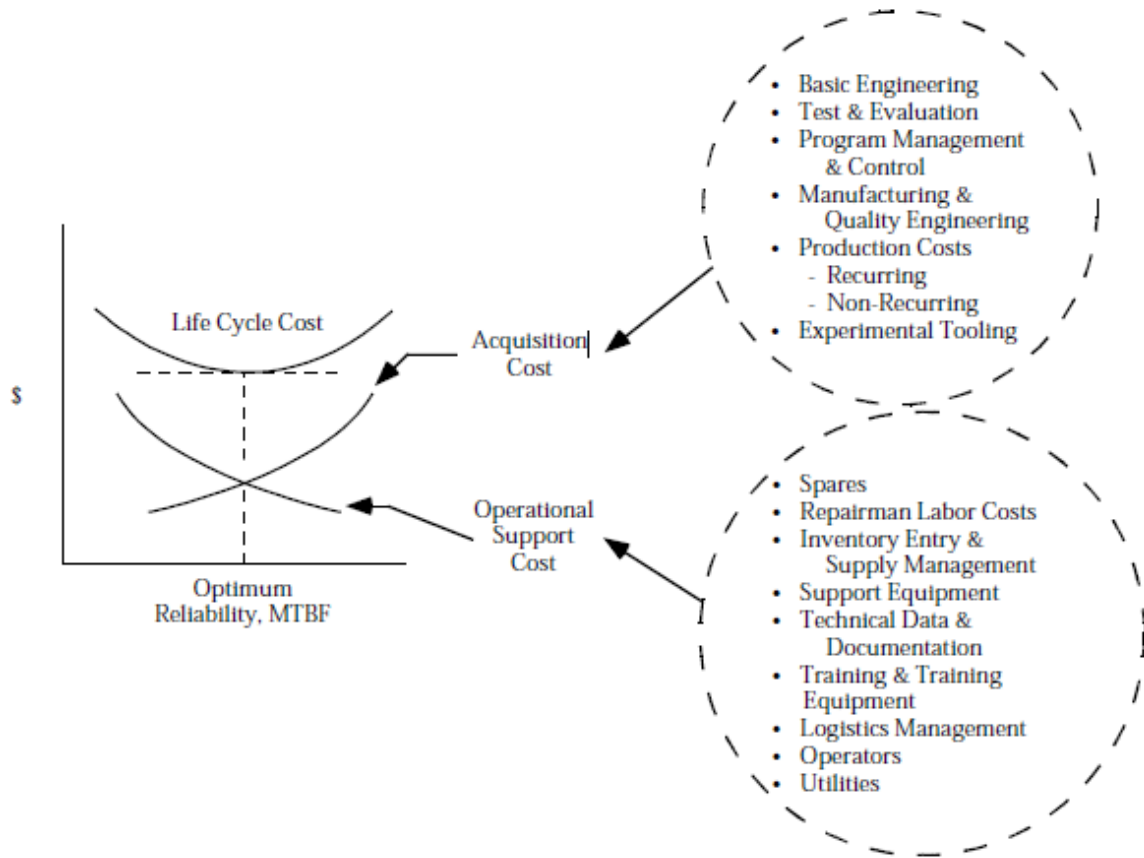 $
Life Cycle Cost
Optimum
Reliability, MTBF
Acquisition
Cost
Operational
Support
Cost
• Basic Engineering
• Test & Evaluation
• Program Management
& Control
• Manufacturing &
Quality Engineering
• Production Costs
- Recurring
- Non-Recurring
• Experimental Tooling
• Spares
• Repairman Labor Costs
• Inventory Entry &
Supply Management
• Support Equipment
• Technical Data &
Documentation
• Training & Training
Equipment
• Logistics Management
• Operators
• Utilities